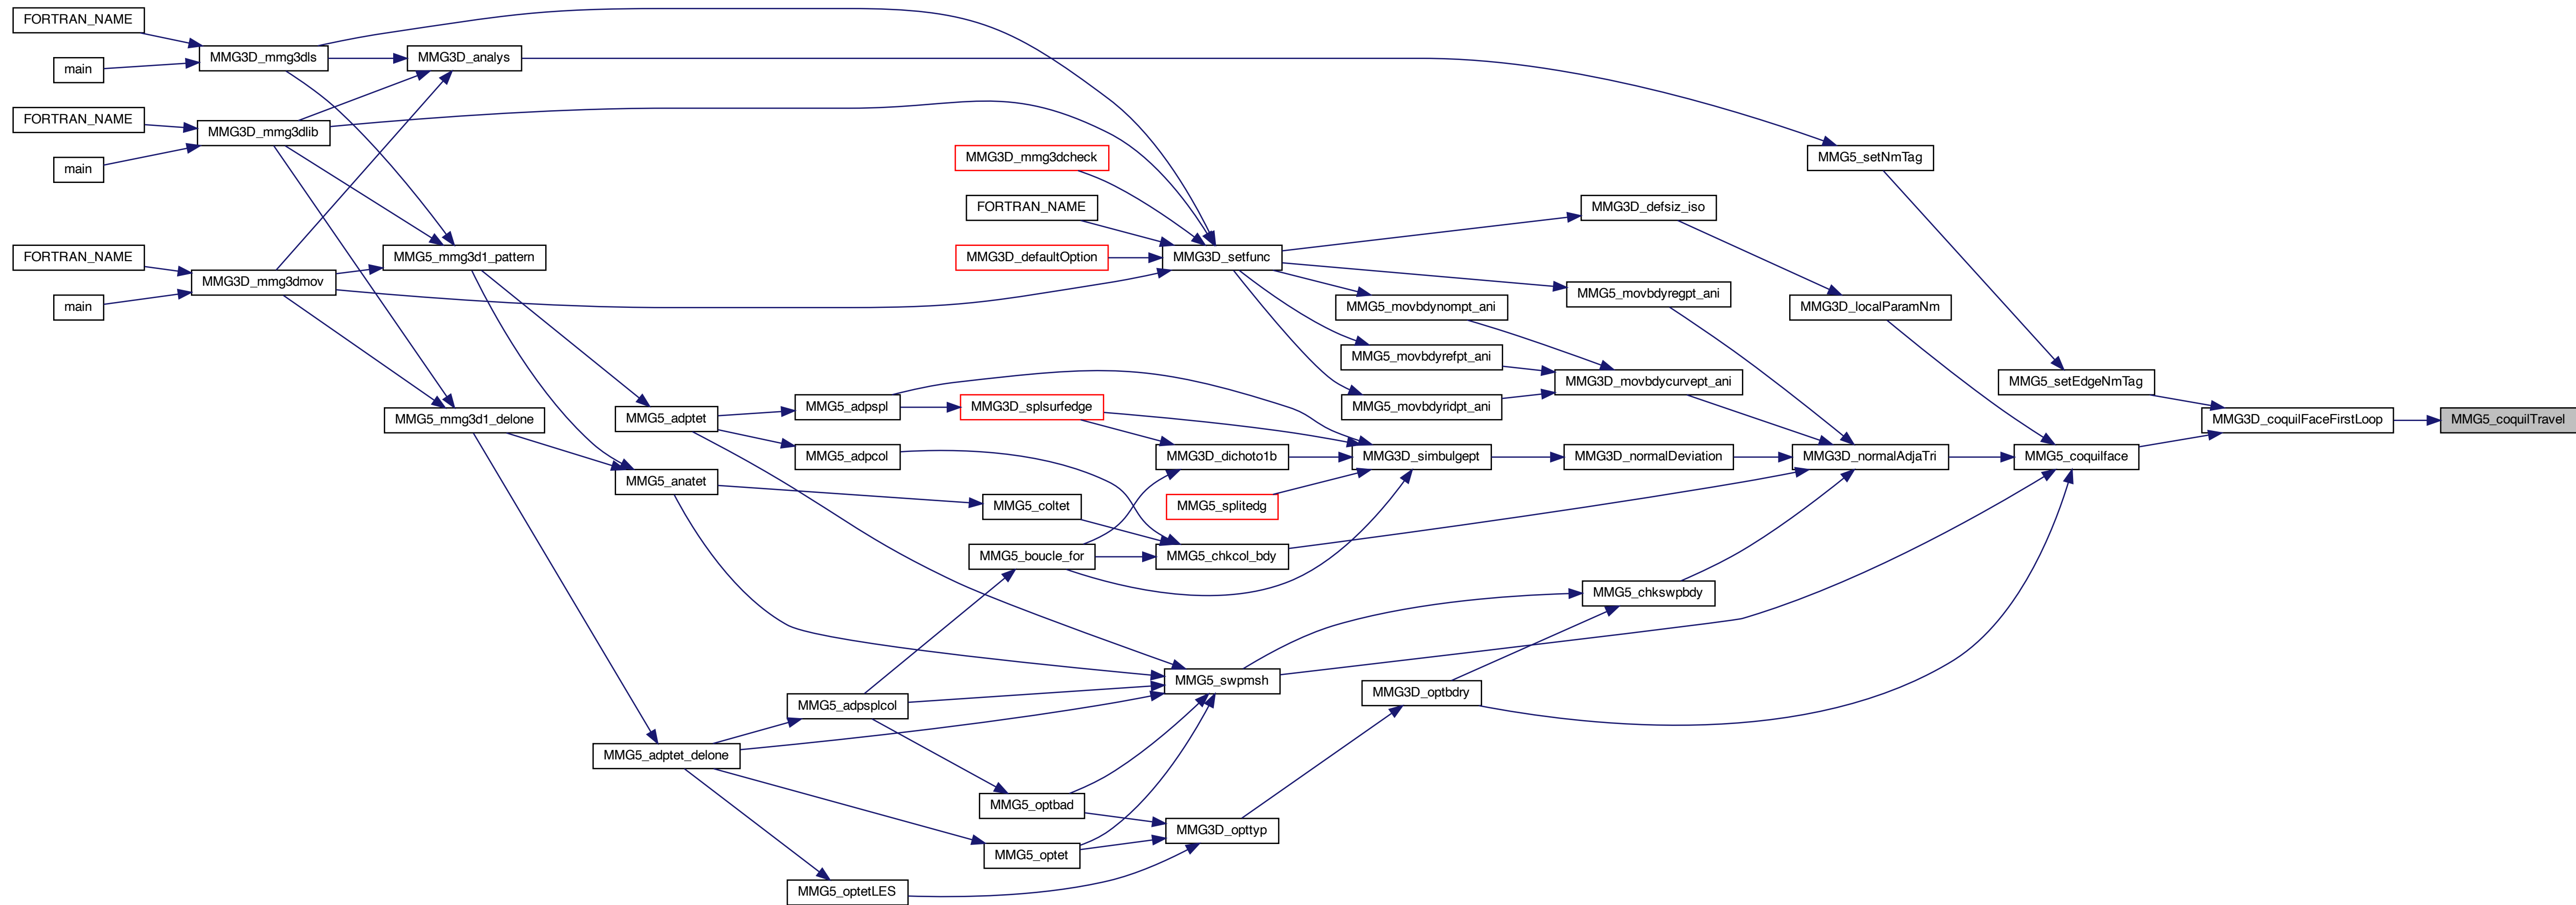 FORTRAN_NAME
main
MMG3D_mmg3dls
MMG3D_analys
FORTRAN_NAME
main
MMG3D_mmg3dlib
FORTRAN_NAME
main
MMG3D_mmg3dmov
MMG5_mmg3d1_pattern
MMG5_mmg3d1_delone
MMG5_adptet
MMG5_anatet
MMG5_adptet_delone
MMG5_adpspl
MMG5_adpcol
MMG5_adpsplcol
MMG5_optetLES
MMG3D_mmg3dcheck
FORTRAN_NAME
MMG3D_defaultOption
MMG3D_splsurfedge
MMG5_coltet
MMG5_boucle_for
MMG5_optbad
MMG5_optet
MMG3D_setfunc
MMG3D_dichoto1b
MMG5_splitedg
MMG5_chkcol_bdy
MMG5_swpmsh
MMG3D_opttyp
MMG5_movbdynompt_ani
MMG5_movbdyrefpt_ani
MMG5_movbdyridpt_ani
MMG3D_simbulgept
MMG3D_optbdry
MMG3D_defsiz_iso
MMG5_movbdyregpt_ani
MMG3D_movbdycurvept_ani
MMG3D_normalDeviation
MMG5_chkswpbdy
MMG5_setNmTag
MMG3D_localParamNm
MMG3D_normalAdjaTri
MMG5_setEdgeNmTag
MMG5_coquilface
MMG3D_coquilFaceFirstLoop
MMG5_coquilTravel